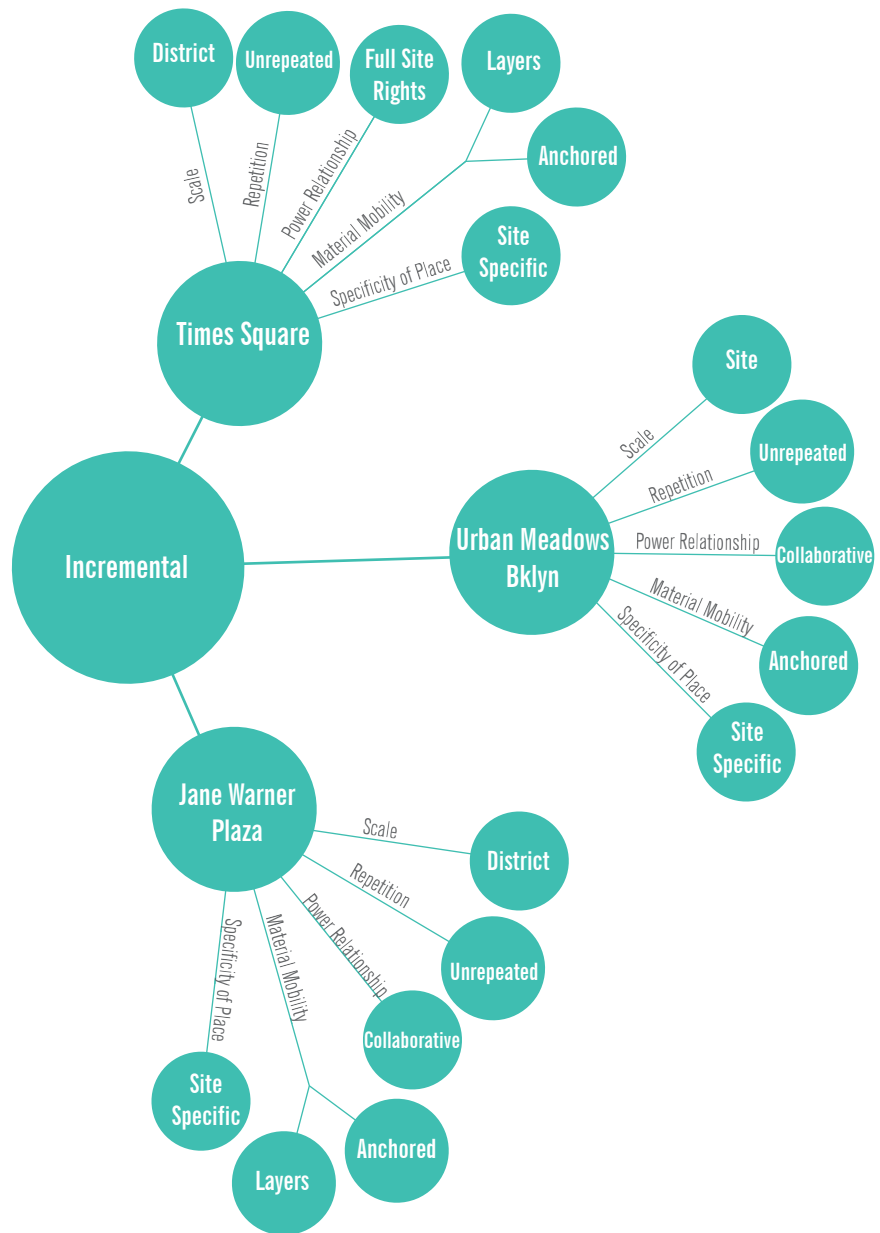 District
Unrepeated
Full Site
Rights
Layers
Anchored
Site
Specific
Scale
Repetition
Power Relationship
Material Mobility
Specificity of Place
Times Square
Incremental
Urban Meadows
Bklyn
Scale
Repetition
Power Relationship
Material Mobility
Specificity of Place
Site
Unrepeated
Collaborative
Anchored
Site
Specific
Jane Warner
Plaza
Scale
Repetition
Power Relationship
Material Mobility
Specificity of Place
District
Unrepeated
Collaborative
Anchored
Layers
Site
Specific